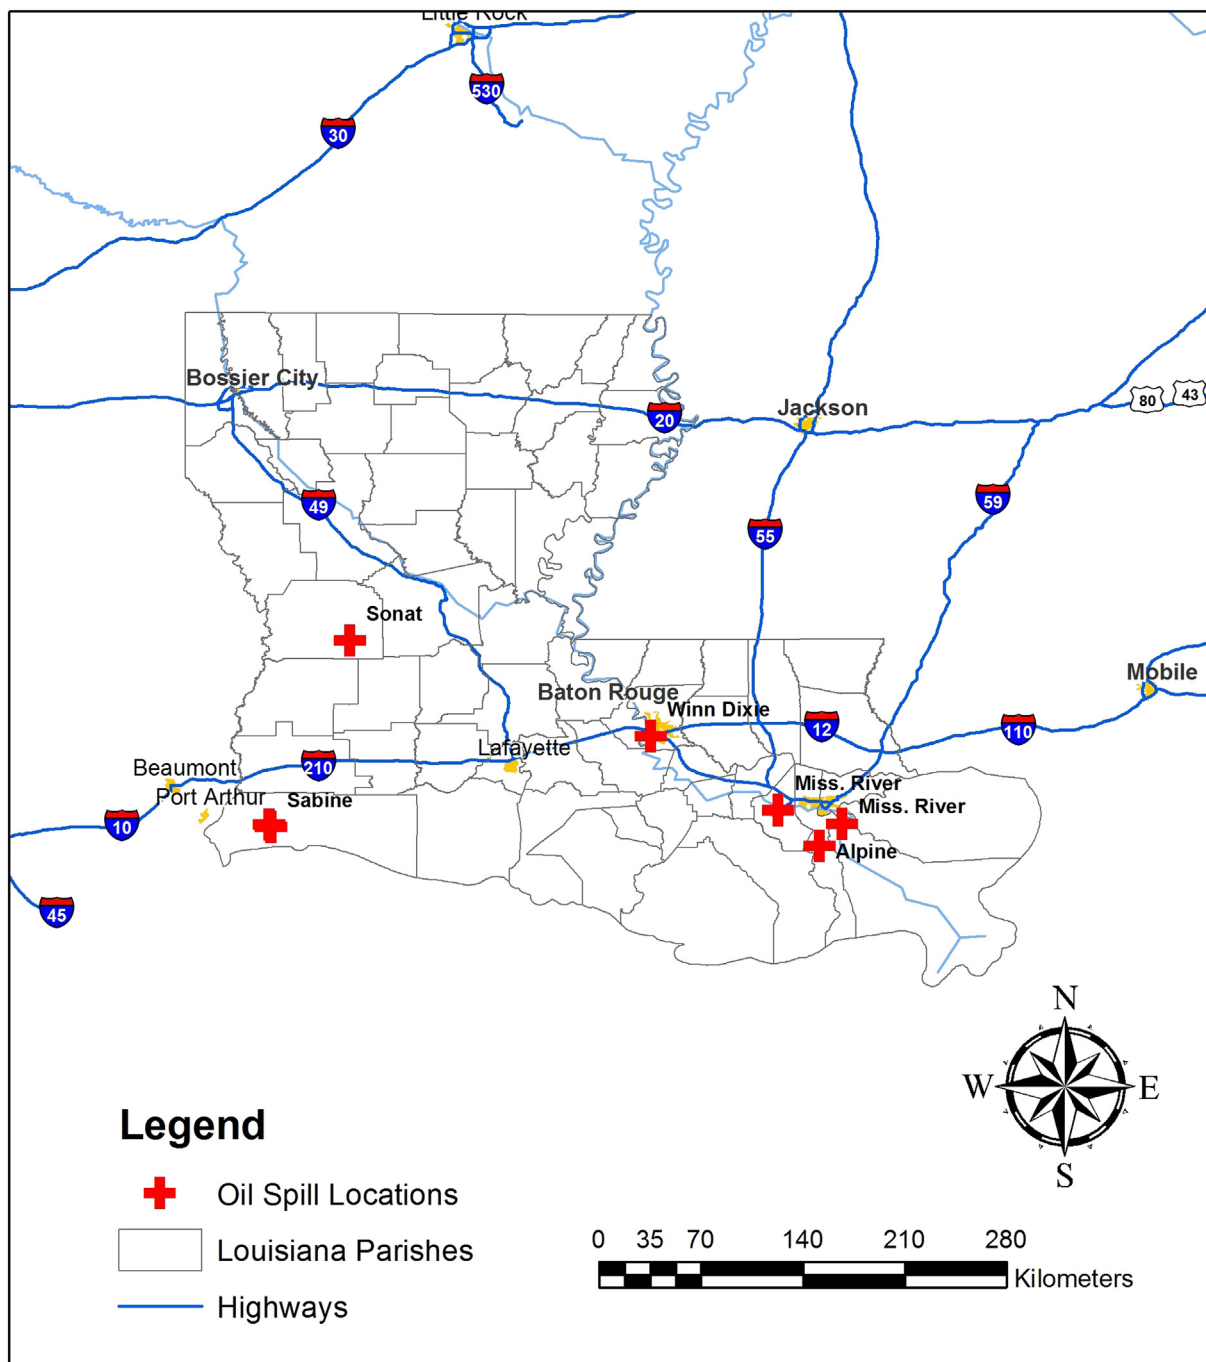 Little Rock
530
30
Bossier City
80
43
Jackson
20
49
59
55
Sonat
Mobile
Baton Rouge
Winn Dixie
12
110
Lafayette
210
Beaumont
Miss. River
Port Arthur
Sabine
Miss. River
10
Alpine
45
N
W
E
S
Legend
Oil Spill Locations
Louisiana Parishes
Highways
0 35 70 140 210 280
Kilometers